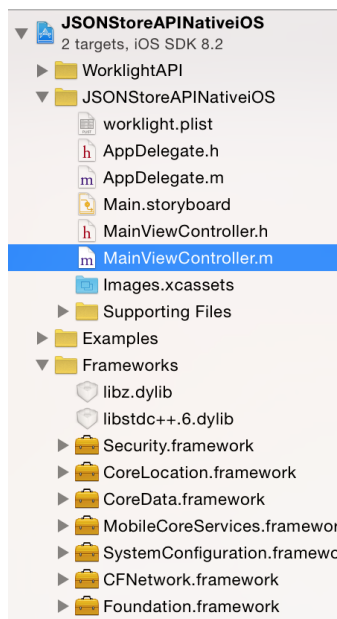 JSONStoreAPINativeiOS
2 targets, iOS SDK 8.2
WorklightAPI
JSONStoreAPINativeiOS
worklight.plist
h AppDelegate.h
m AppDelegate.m
Main.storyboard
h MainViewController.h
m MainViewController.m
Images.xcassets
Supporting Files
Examples
Frameworks
libz.dylib
libstdc++.6.dylib
Security.framework
CoreLocation.framework
CoreData.framework
MobileCoreServices.framewor
SystemConfiguration.framewo
CFNetwork.framework
Foundation.framework